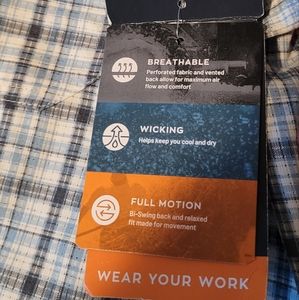 BREATHABLE
Perforated fabric and vented
back allow for maximum air
flow and comfort
WICKING
Helps keep you cool and dry
FULL MOTION
Bi-Swing back and relaxed
fit made for movement
WEAR YOUR WORK